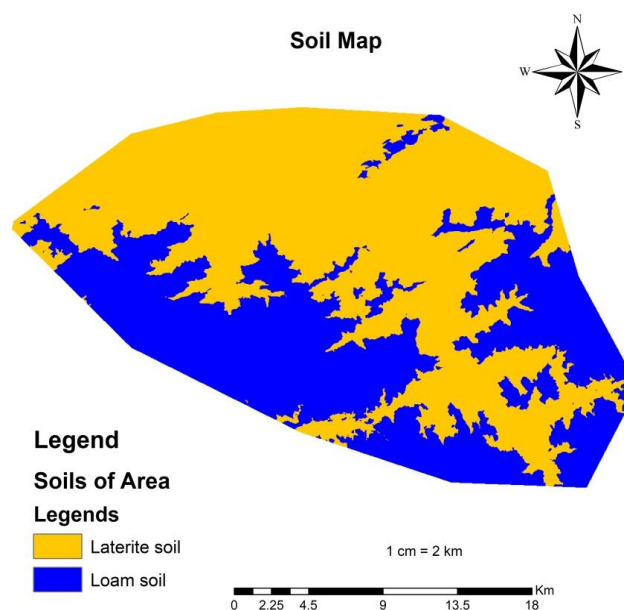 Soil Map
N
W
S
Legend
Soils of Area
Legends
Laterite soil
Loam soil
1 cm = 2 km
Km
0 2.25 4.5 9 13.5 18